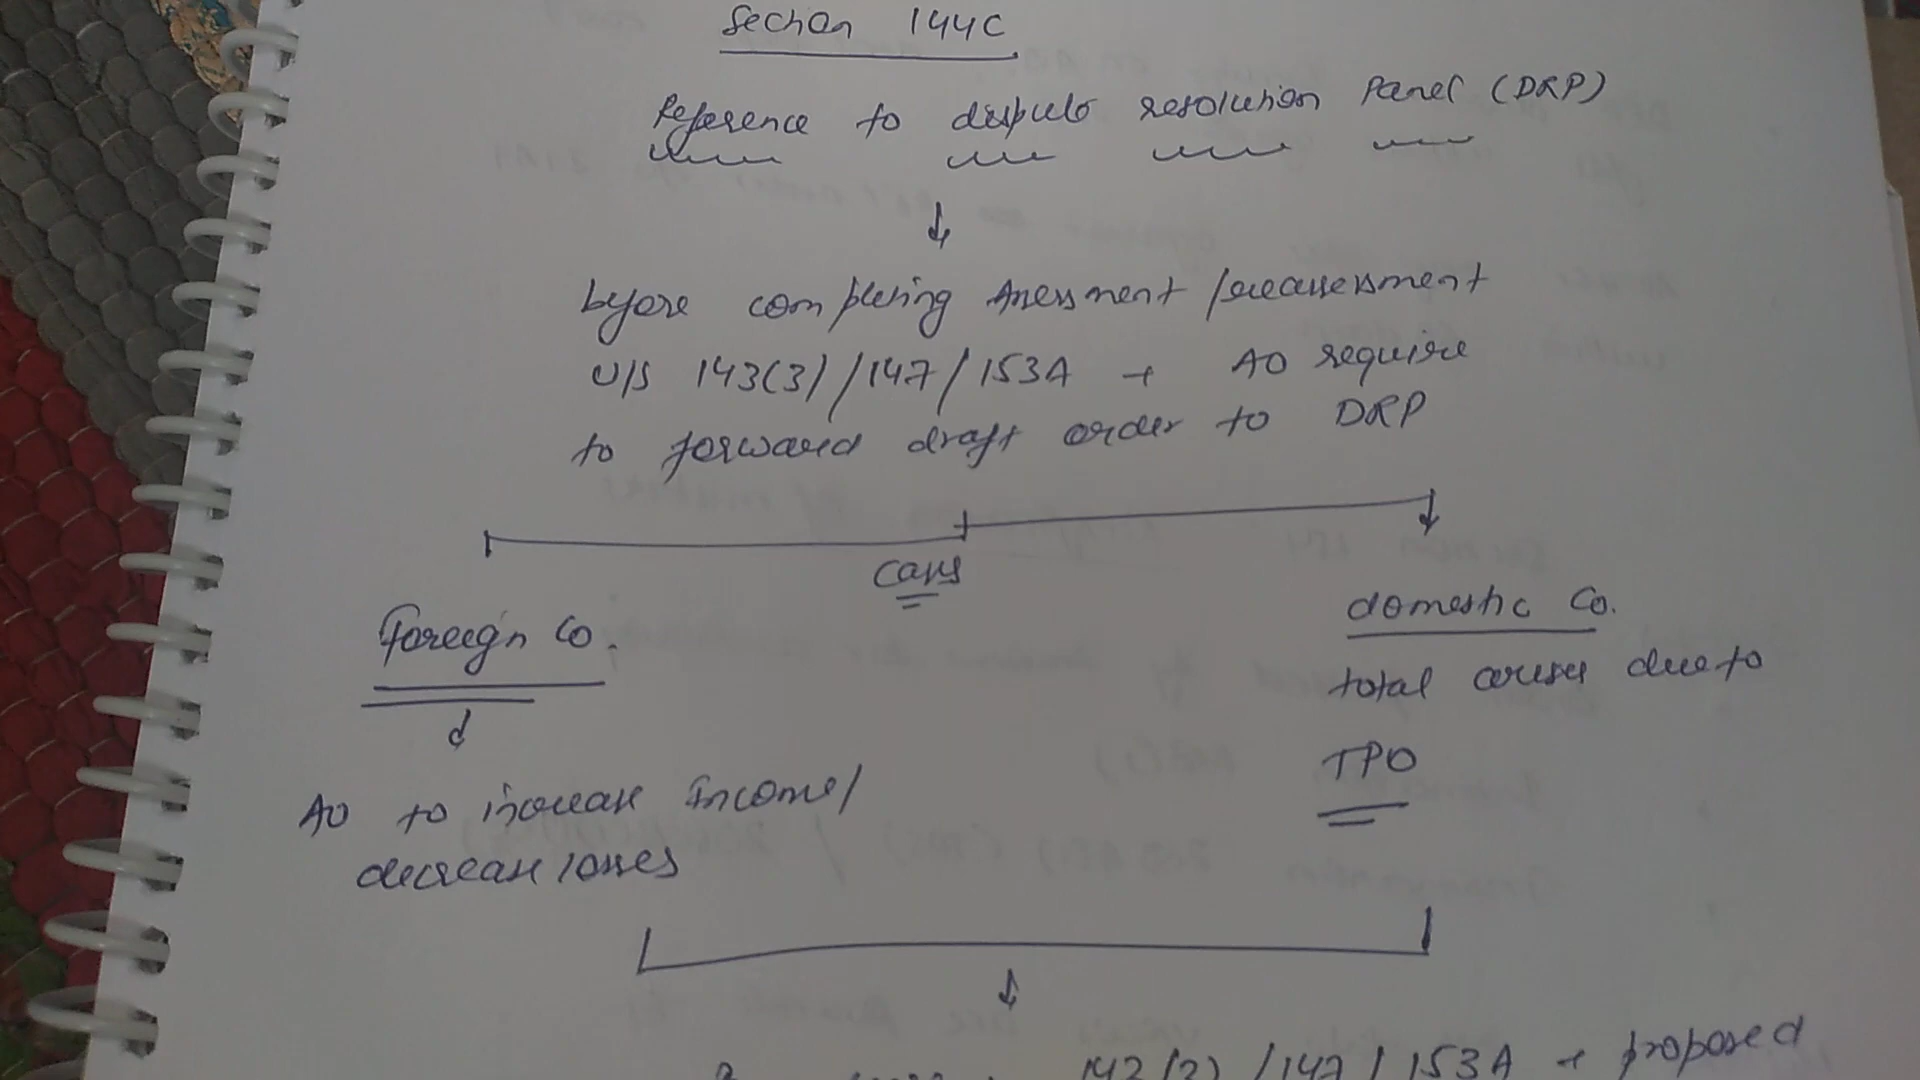 Section 144C
Reference to dispute resolution Panel (DRP)
before completing Assessment / reassessment
U/S 143(3) / 147 / 153A → AO require
to forward draft order to DRP
Cases
foreign Co.
domestic Co.
total arises due to
TPO
AO to increase income/
decrease losses
/ 147 / 153A + proposed